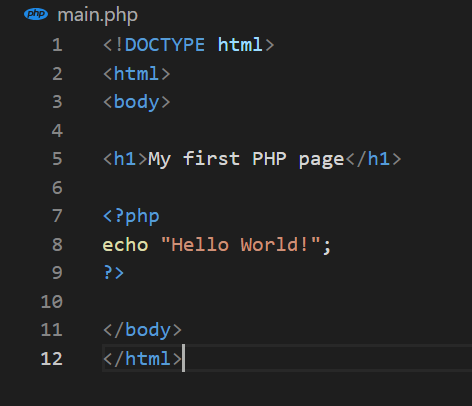 php main.php
1 <!DOCTYPE html>
2 <html>
3 <body>
4
5 <h1>My first PHP page</h1>
6
7 <?php
8 echo "Hello World!";
9 ?>
10
11 </body>
12 </html>